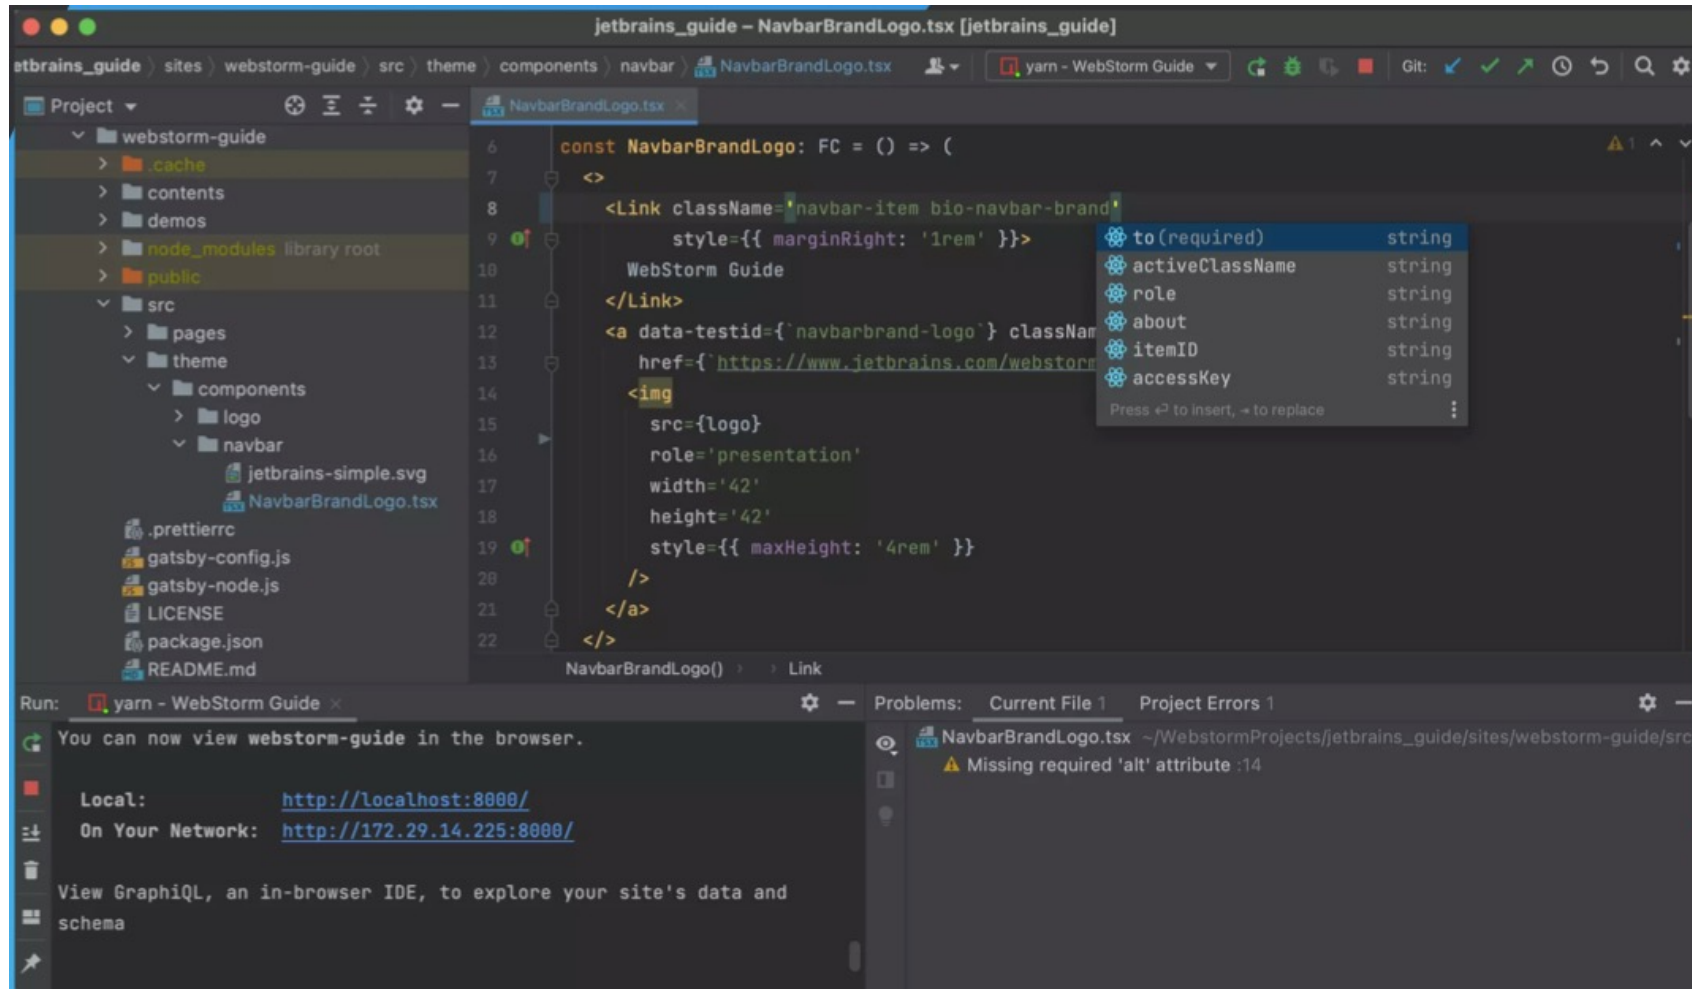 jetbrains_guide – NavbarBrandLogo.tsx [jetbrains_guide]
etbrains_guide 〉 sites 〉 webstorm-guide 〉 src 〉 theme 〉 components 〉 navbar 〉 NavbarBrandLogo.tsx
yarn - WebStorm Guide
Git:
Project
NavbarBrandLogo.tsx ×
webstorm-guide
.cache
contents
demos
node_modules library root
public
src
pages
theme
components
logo
navbar
jetbrains-simple.svg
NavbarBrandLogo.tsx
.prettierrc
gatsby-config.js
gatsby-node.js
LICENSE
package.json
README.md
6 const NavbarBrandLogo: FC = () => (
7 <>
8 <Link className='navbar-item bio-navbar-brand'
9 style={{ marginRight: '1rem' }}>
10 WebStorm Guide
11 </Link>
12 <a data-testid={`navbarbrand-logo`} classNam
13 href={`https://www.jetbrains.com/webstorm
14 <img
15 src={logo}
16 role='presentation'
17 width='42'
18 height='42'
19 style={{ maxHeight: '4rem' }}
20 />
21 </a>
22 </>
1
to(required) string
activeClassName string
role string
about string
itemID string
accessKey string
Press ↵ to insert, → to replace
NavbarBrandLogo() › › Link
Run: yarn - WebStorm Guide ×
You can now view webstorm-guide in the browser.
Local: http://localhost:8000/
On Your Network: http://172.29.14.225:8000/
View GraphiQL, an in-browser IDE, to explore your site's data and
schema
Problems: Current File 1 Project Errors 1
NavbarBrandLogo.tsx ~/WebstormProjects/jetbrains_guide/sites/webstorm-guide/src
Missing required 'alt' attribute :14